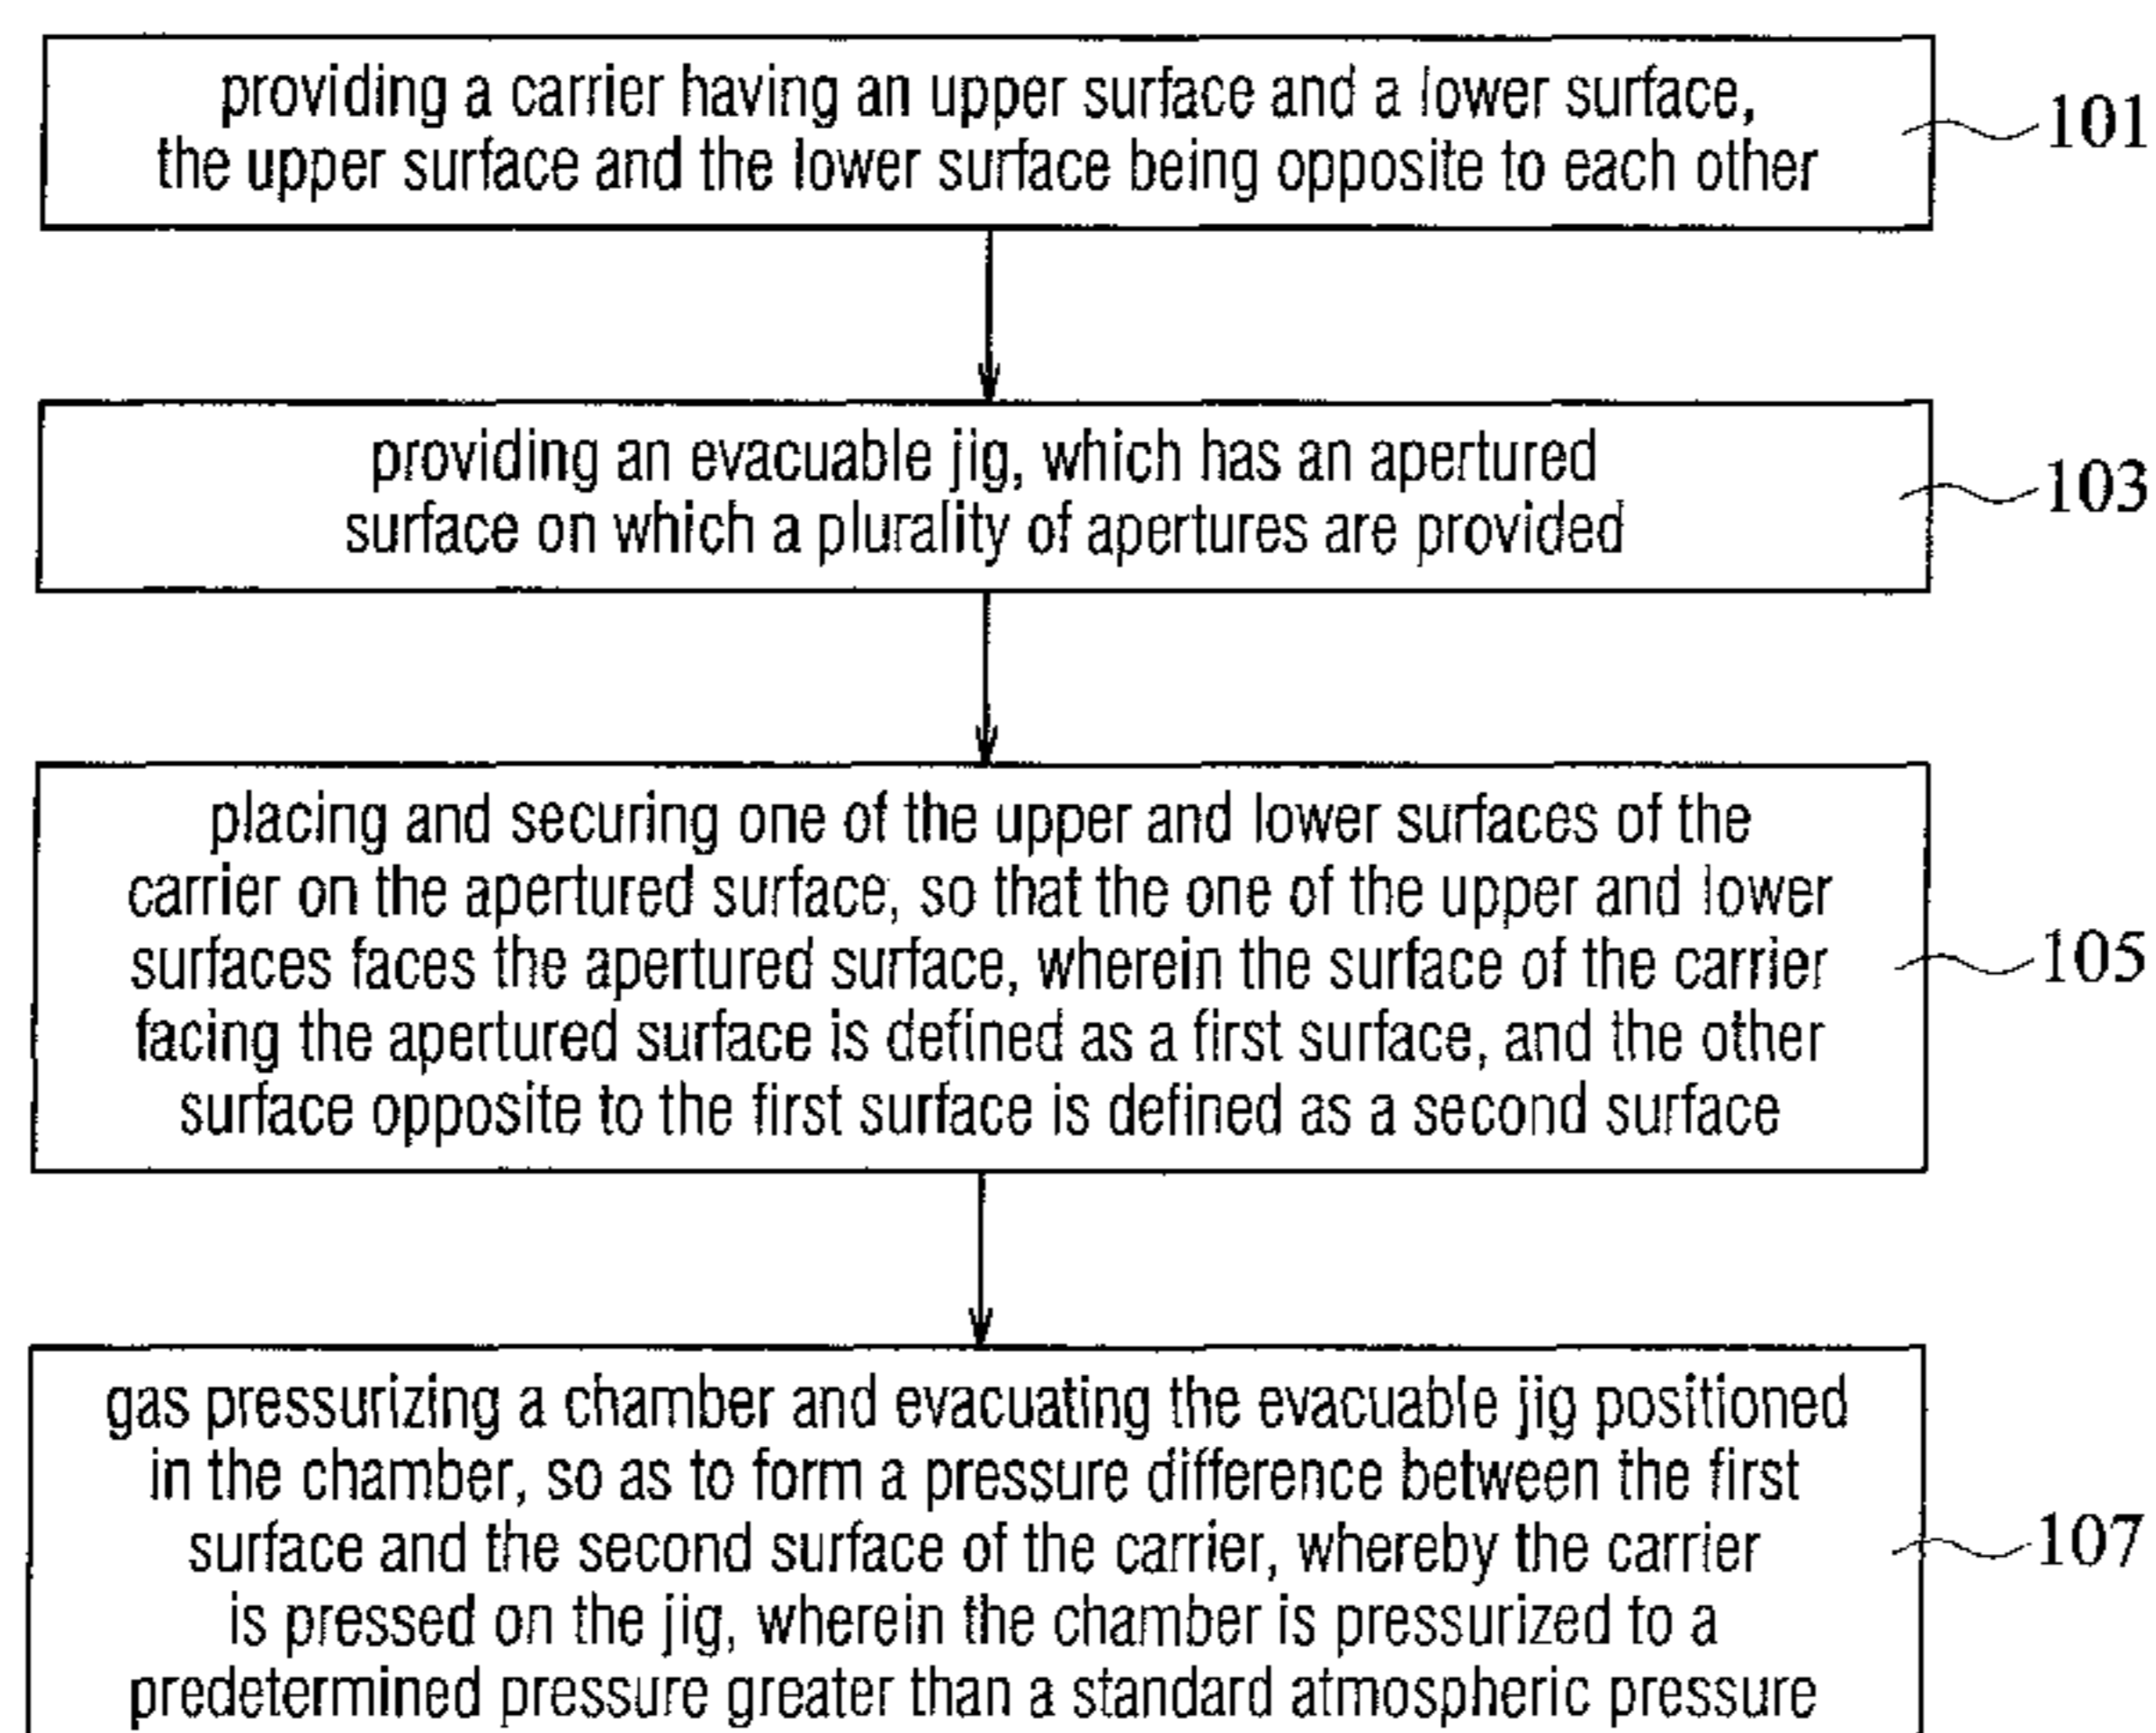 providing a carrier having an upper surface and a lower surface,
the upper surface and the lower surface being opposite to each other
101
providing an evacuable jig, which has an apertured
surface on which a plurality of apertures are provided
103
placing and securing one of the upper and lower surfaces of the
carrier on the apertured surface, so that the one of the upper and lower
surfaces faces the apertured surface, wherein the surface of the carrier
facing the apertured surface is defined as a first surface, and the other
surface opposite to the first surface is defined as a second surface
105
gas pressurizing a chamber and evacuating the evacuable jig positioned
in the chamber, so as to form a pressure difference between the first
surface and the second surface of the carrier, whereby the carrier
is pressed on the jig, wherein the chamber is pressurized to a
predetermined pressure greater than a standard atmospheric pressure
107